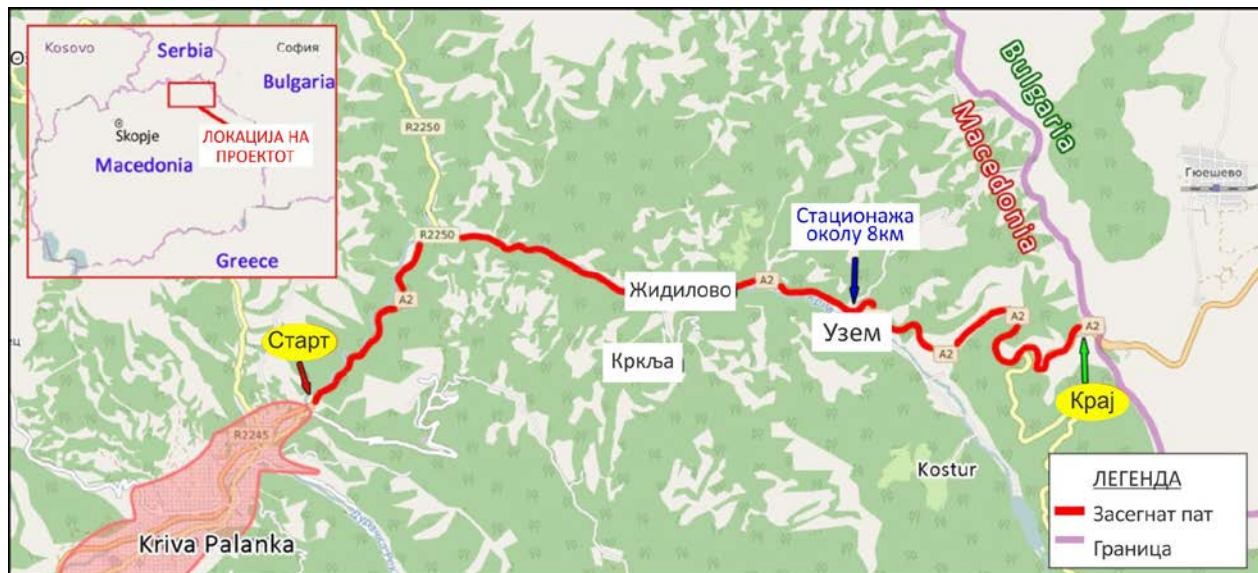 Kosovo
Serbia
София
Bulgaria
Skopje
Macedonia
ЛОКАЦИЈА НА
ПРОЕКТОТ
Greece
R2250
R2250
Bulgaria
Macedonia
Гюешево
Стационажа
околу 8км
A2
Жидилово
A2
A2
A2
A2
Старт
Узем
Кркља
Крај
R2245
Kostur
Kriva Palanka
ЛЕГЕНДА
Засегнат пат
Граница